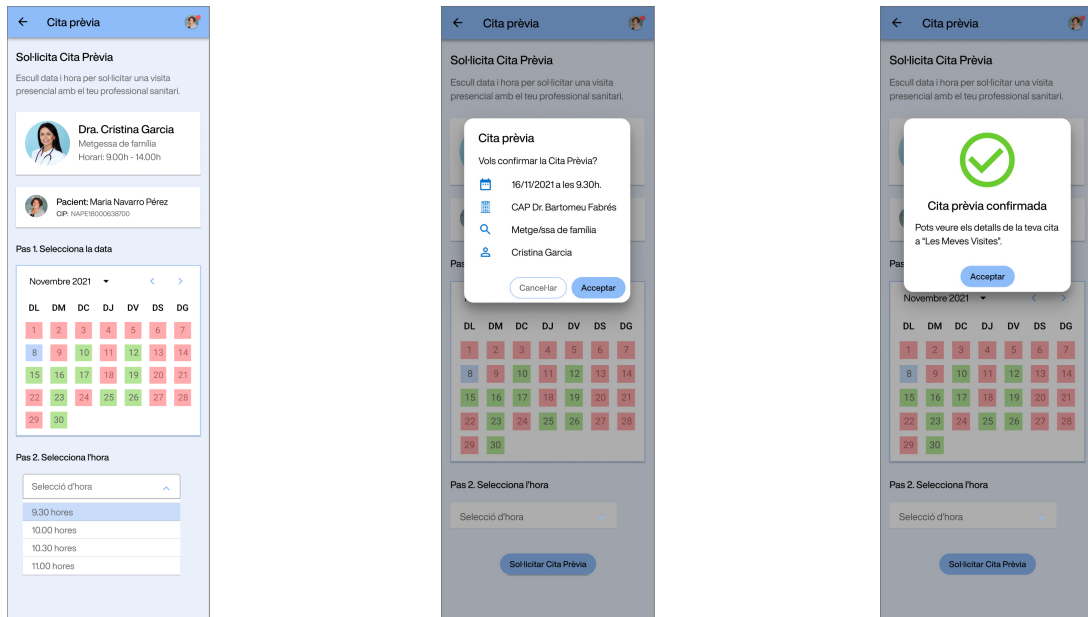 Cita prèvia
Sol·licita Cita Prèvia
Escull data i hora per sol·licitar una visita
presencial amb el teu professional sanitari.
Dra. Cristina Garcia
Metgessa de família
Horari: 9.00h - 14.00h
Pacient: Maria Navarro Pérez
CIP: NAPE18000638700
Pas 1. Selecciona la data
Novembre 2021
DL DM DC DJ DV DS DG
1 2 3 4 5 6 7
8 9 10 11 12 13 14
15 16 17 18 19 20 21
22 23 24 25 26 27 28
29 30
Pas 2. Selecciona l'hora
Selecció d'hora
9.30 hores
10.00 hores
10.30 hores
11.00 hores
Cita prèvia
Sol·licita Cita Prèvia
Escull data i hora per sol·licitar una visita
presencial amb el teu professional sanitari.
Cita prèvia
Vols confirmar la Cita Prèvia?
16/11/2021 a les 9.30h.
CAP Dr. Bartomeu Fabrés
Metge/ssa de família
Cristina Garcia
Cancel·lar Acceptar
Pas
DL DM DC DJ DV DS DG
1 2 3 4 5 6 7
8 9 10 11 12 13 14
15 16 17 18 19 20 21
22 23 24 25 26 27 28
29 30
Pas 2. Selecciona l'hora
Selecció d'hora
Sol·licitar Cita Prèvia
Cita prèvia
Sol·licita Cita Prèvia
Escull data i hora per sol·licitar una visita
presencial amb el teu professional sanitari.
Cita prèvia confirmada
Pots veure els detalls de la teva cita
a “Les Meves Visites”.
Acceptar
Pas
Novembre 2021
DL DM DC DJ DV DS DG
1 2 3 4 5 6 7
8 9 10 11 12 13 14
15 16 17 18 19 20 21
22 23 24 25 26 27 28
29 30
Pas 2. Selecciona l'hora
Selecció d'hora
Sol·licitar Cita Prèvia